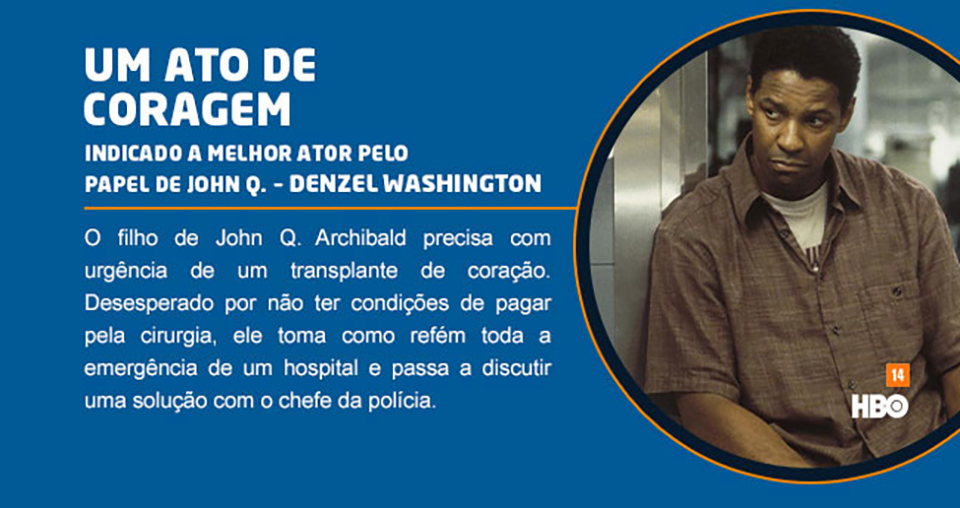 UM ATO DE
CORAGEM
INDICADO A MELHOR ATOR PELO
PAPEL DE JOHN Q. – DENZEL WASHINGTON
O filho de John Q. Archibald precisa com
urgência de um transplante de coração.
Desesperado por não ter condições de pagar
pela cirurgia, ele toma como refém toda a
emergência de um hospital e passa a discutir
uma solução com o chefe da polícia.
14
HBO